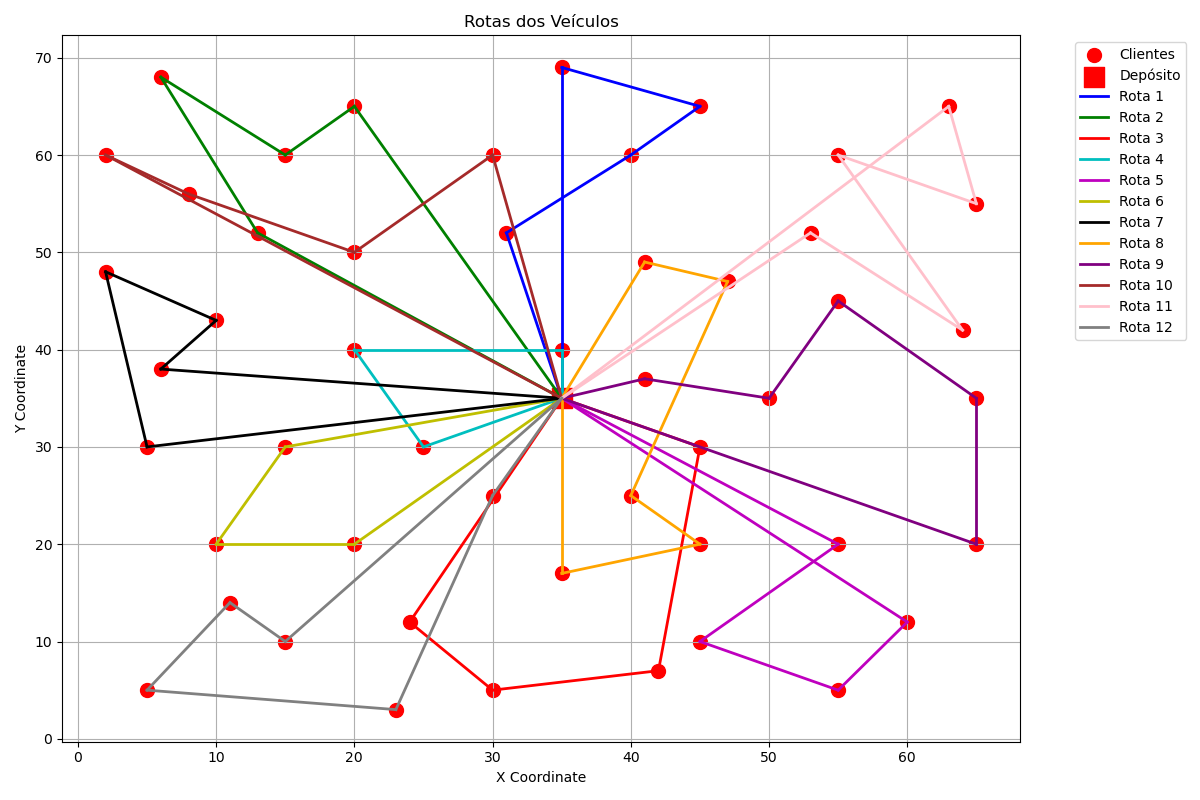 Rotas dos Veículos
Y Coordinate
70
60
50
40
30
20
10
0
0 10 20 30 40 50 60
X Coordinate
Clientes
Depósito
Rota 1
Rota 2
Rota 3
Rota 4
Rota 5
Rota 6
Rota 7
Rota 8
Rota 9
Rota 10
Rota 11
Rota 12